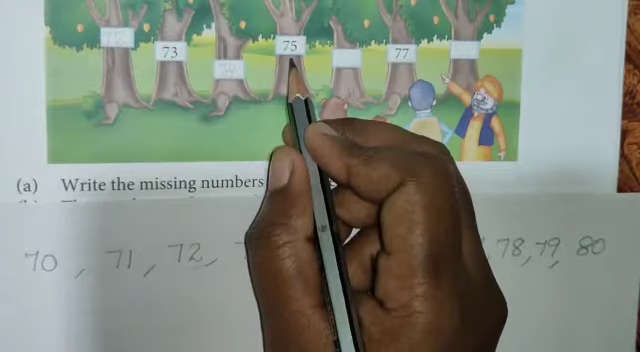 73 75 77
(a) Write the missing numbers
70 , 71 , 72 , 78 , 79 , 80